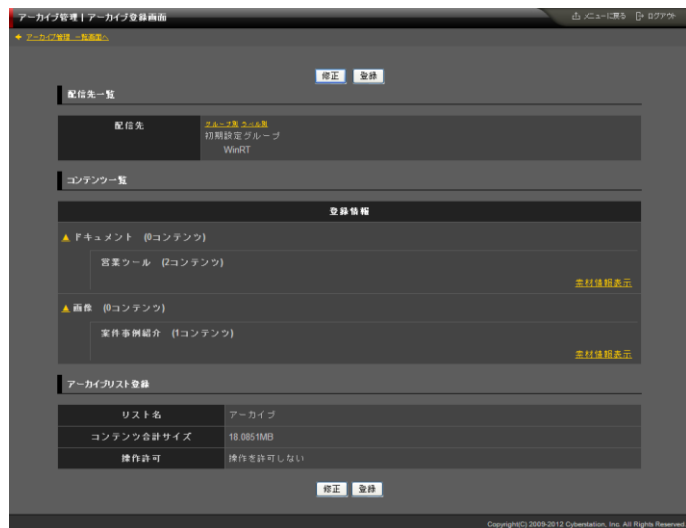 アーカイブ管理 | アーカイブ登録画面 メニューに戻る ログアウト
アーカイブ管理 一覧画面へ
修正 登録
配信先一覧
配信先 グループ別 ラベル別
初期設定グループ
WinRT
コンテンツ一覧
登録情報
▲ ドキュメント (0コンテンツ)
営業ツール (2コンテンツ)
素材情報表示
▲ 画像 (0コンテンツ)
案件事例紹介 (1コンテンツ)
素材情報表示
アーカイブリスト登録
リスト名 アーカイブ
コンテンツ合計サイズ 18.0851MB
操作許可 操作を許可しない
修正 登録
Copyright(C) 2009-2012 Cyberstation, Inc. All Rights Reserved